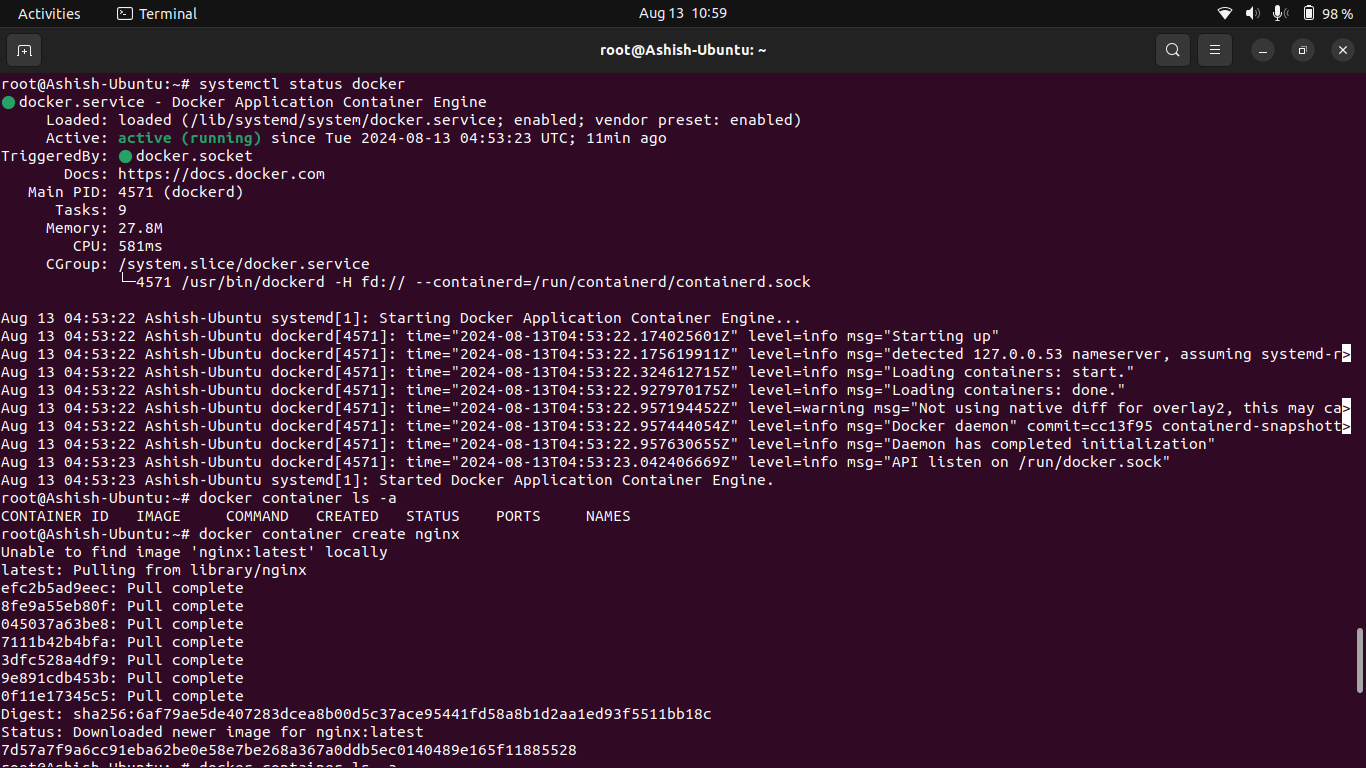 Activities
Terminal
Aug 13 10:59
98 %
root@Ashish-Ubuntu: ~
root@Ashish-Ubuntu:~# systemctl status docker
docker.service - Docker Application Container Engine
Loaded: loaded (/lib/systemd/system/docker.service; enabled; vendor preset: enabled)
Active: active (running) since Tue 2024-08-13 04:53:23 UTC; 11min ago
TriggeredBy: docker.socket
Docs: https://docs.docker.com
Main PID: 4571 (dockerd)
Tasks: 9
Memory: 27.8M
CPU: 581ms
CGroup: /system.slice/docker.service
└─4571 /usr/bin/dockerd -H fd:// --containerd=/run/containerd/containerd.sock
Aug 13 04:53:22 Ashish-Ubuntu systemd[1]: Starting Docker Application Container Engine...
Aug 13 04:53:22 Ashish-Ubuntu dockerd[4571]: time="2024-08-13T04:53:22.174025601Z" level=info msg="Starting up"
Aug 13 04:53:22 Ashish-Ubuntu dockerd[4571]: time="2024-08-13T04:53:22.175619911Z" level=info msg="detected 127.0.0.53 nameserver, assuming systemd-r>
Aug 13 04:53:22 Ashish-Ubuntu dockerd[4571]: time="2024-08-13T04:53:22.324612715Z" level=info msg="Loading containers: start."
Aug 13 04:53:22 Ashish-Ubuntu dockerd[4571]: time="2024-08-13T04:53:22.927970175Z" level=info msg="Loading containers: done."
Aug 13 04:53:22 Ashish-Ubuntu dockerd[4571]: time="2024-08-13T04:53:22.957194452Z" level=warning msg="Not using native diff for overlay2, this may ca>
Aug 13 04:53:22 Ashish-Ubuntu dockerd[4571]: time="2024-08-13T04:53:22.957444054Z" level=info msg="Docker daemon" commit=cc13f95 containerd-snapshott>
Aug 13 04:53:22 Ashish-Ubuntu dockerd[4571]: time="2024-08-13T04:53:22.957630655Z" level=info msg="Daemon has completed initialization"
Aug 13 04:53:23 Ashish-Ubuntu dockerd[4571]: time="2024-08-13T04:53:23.042406669Z" level=info msg="API listen on /run/docker.sock"
Aug 13 04:53:23 Ashish-Ubuntu systemd[1]: Started Docker Application Container Engine.
root@Ashish-Ubuntu:~# docker container ls -a
CONTAINER ID   IMAGE     COMMAND   CREATED   STATUS    PORTS     NAMES
root@Ashish-Ubuntu:~# docker container create nginx
Unable to find image 'nginx:latest' locally
latest: Pulling from library/nginx
efc2b5ad9eec: Pull complete
8fe9a55eb80f: Pull complete
045037a63be8: Pull complete
7111b42b4bfa: Pull complete
3dfc528a4df9: Pull complete
9e891cdb453b: Pull complete
0f11e17345c5: Pull complete
Digest: sha256:6af79ae5de407283dcea8b00d5c37ace95441fd58a8b1d2aa1ed93f5511bb18c
Status: Downloaded newer image for nginx:latest
7d57a7f9a6cc91eba62be0e58e7be268a367a0ddb5ec0140489e165f11885528
root@Ashish-Ubuntu:~# docker container ls -a